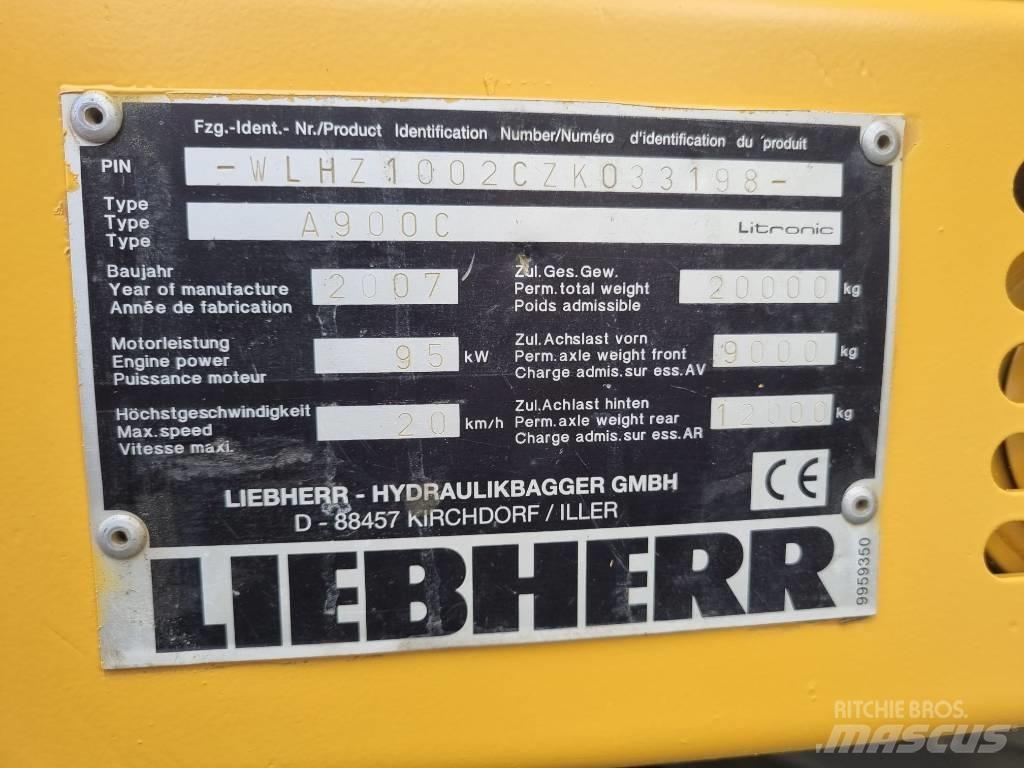 Fzg.-Ident.- Nr./Product Identification Number/Numéro d'identification du produit
PIN -WLHZ1002CZK033198-
Type
Type A900C Litronic
Type
Baujahr
Year of manufacture 2007
Année de fabrication
Zul.Ges.Gew.
Perm.total weight 20000 kg
Poids admissible
Motorleistung
Engine power 95 kW
Puissance moteur
Zul.Achslast vorn
Perm.axle weight front 9000 kg
Charge admis.sur ess.AV
Höchstgeschwindigkeit
Max.speed 20 km/h
Vitesse maxi.
Zul.Achlast hinten
Perm.axle weight rear 12000 kg
Charge admis.sur ess.AR
LIEBHERR - HYDRAULIKBAGGER GMBH
D - 88457 KIRCHDORF / ILLER
CE
LIEBHERR
9959350
RITCHIE BROS.
MASCUS